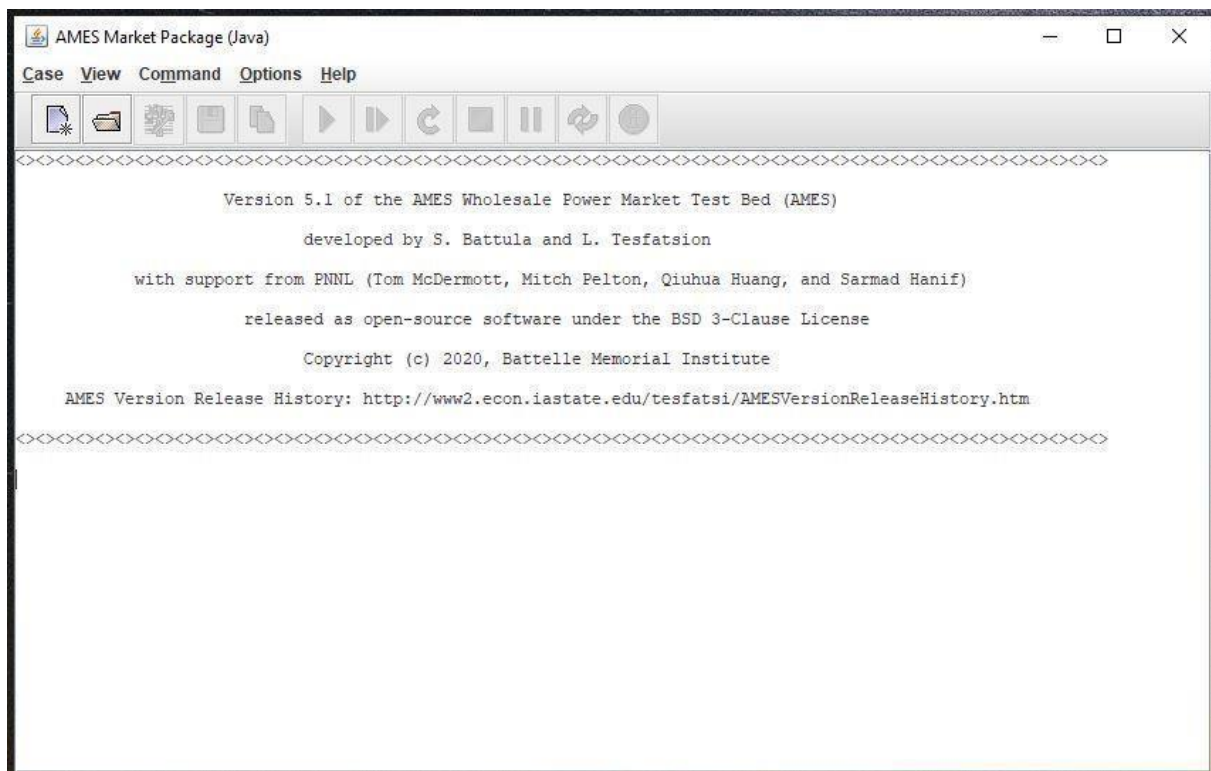 AMES Market Package (Java)
Case View Command Options Help
<><><><><><><><><><><><><><><><><><><><><><><><><><><><><><><><><><><><><><><><><><><><><><><><><><><><><><><>
Version 5.1 of the AMES Wholesale Power Market Test Bed (AMES)
developed by S. Battula and L. Tesfatsion
with support from PNNL (Tom McDermott, Mitch Pelton, Qiuhua Huang, and Sarmad Hanif)
released as open-source software under the BSD 3-Clause License
Copyright (c) 2020, Battelle Memorial Institute
AMES Version Release History: http://www2.econ.iastate.edu/tesfatsi/AMESVersionReleaseHistory.htm
<><><><><><><><><><><><><><><><><><><><><><><><><><><><><><><><><><><><><><><><><><><><><><><><><><><><><><><>